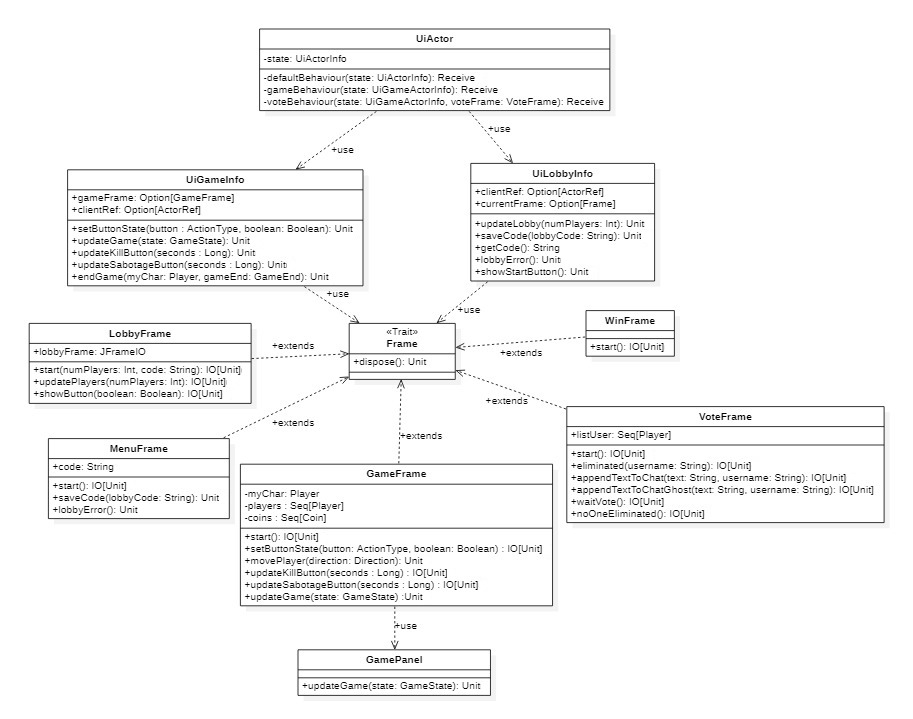 UiActor
-state: UiActorInfo
-defaultBehaviour(state: UiActorInfo): Receive
-gameBehaviour(state: UiGameActorInfo): Receive
-voteBehaviour(state: UiGameActorInfo, voteFrame: VoteFrame): Receive
+use
+use
UiGameInfo
+gameFrame: Option[GameFrame]
+clientRef: Option[ActorRef]
+setButtonState(button : ActionType, boolean: Boolean): Unit
+updateGame(state: GameState): Unit
+updateKillButton(seconds : Long): Unit
+updateSabotageButton(seconds : Long): Unit
+endGame(myChar: Player, gameEnd: GameEnd): Unit
UiLobbyInfo
+clientRef: Option[ActorRef]
+currentFrame: Option[Frame]
+updateLobby(numPlayers: Int): Unit
+saveCode(lobbyCode: String): Unit
+getCode(): String
+lobbyError(): Unit
+showStartButton(): Unit
+use
+use
LobbyFrame
+lobbyFrame: JFrameIO
+start(numPlayers: Int, code: String): IO[Unit]
+updatePlayers(numPlayers: Int): IO[Unit]
+showButton(boolean: Boolean): IO[Unit]
+extends
«Trait»
Frame
+dispose(): Unit
+extends
WinFrame
+start(): IO[Unit]
+extends
+extends
+extends
MenuFrame
+code: String
+start(): IO[Unit]
+saveCode(lobbyCode: String): Unit
+lobbyError(): Unit
GameFrame
-myChar: Player
-players : Seq[Player]
-coins : Seq[Coin]
+start(): IO[Unit]
+setButtonState(button: ActionType, boolean: Boolean) : IO[Unit]
+movePlayer(direction: Direction): Unit
+updateKillButton(seconds : Long) : IO[Unit]
+updateSabotageButton(seconds : Long) : IO[Unit]
+updateGame(state: GameState) :Unit
VoteFrame
+listUser: Seq[Player]
+start(): IO[Unit]
+eliminated(username: String): IO[Unit]
+appendTextToChat(text: String, username: String): IO[Unit]
+appendTextToChatGhost(text: String, username: String): IO[Unit]
+waitVote(): IO[Unit]
+noOneEliminated(): IO[Unit]
+use
GamePanel
+updateGame(state: GameState): Unit